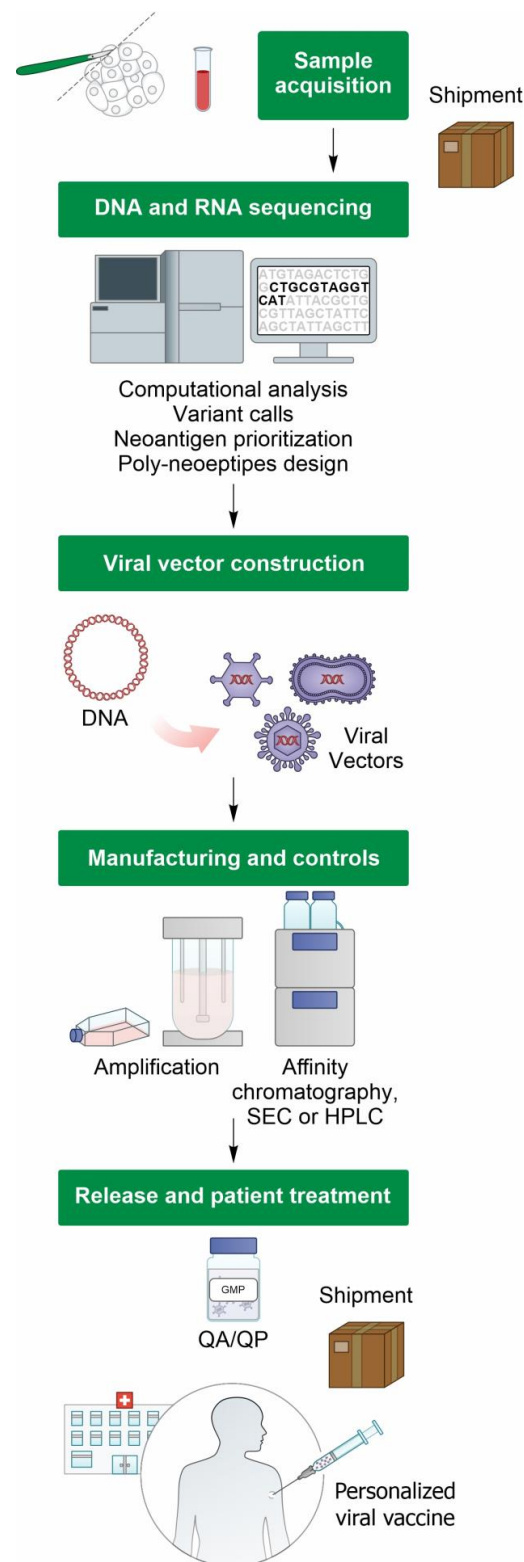 Sample
acquisition
Shipment
DNA and RNA sequencing
ATGTAGACTCTG
GCTGCGTAGGT
CATATTACGCTG
CGTTAGCTATTC
AGCTATTAGCTT
Computational analysis
Variant calls
Neoantigen prioritization
Poly-neoeptipes design
Viral vector construction
DNA
Viral
Vectors
Manufacturing and controls
Amplification
Affinity
chromatography,
SEC or HPLC
Release and patient treatment
GMP
QA/QP
Shipment
Personalized
viral vaccine